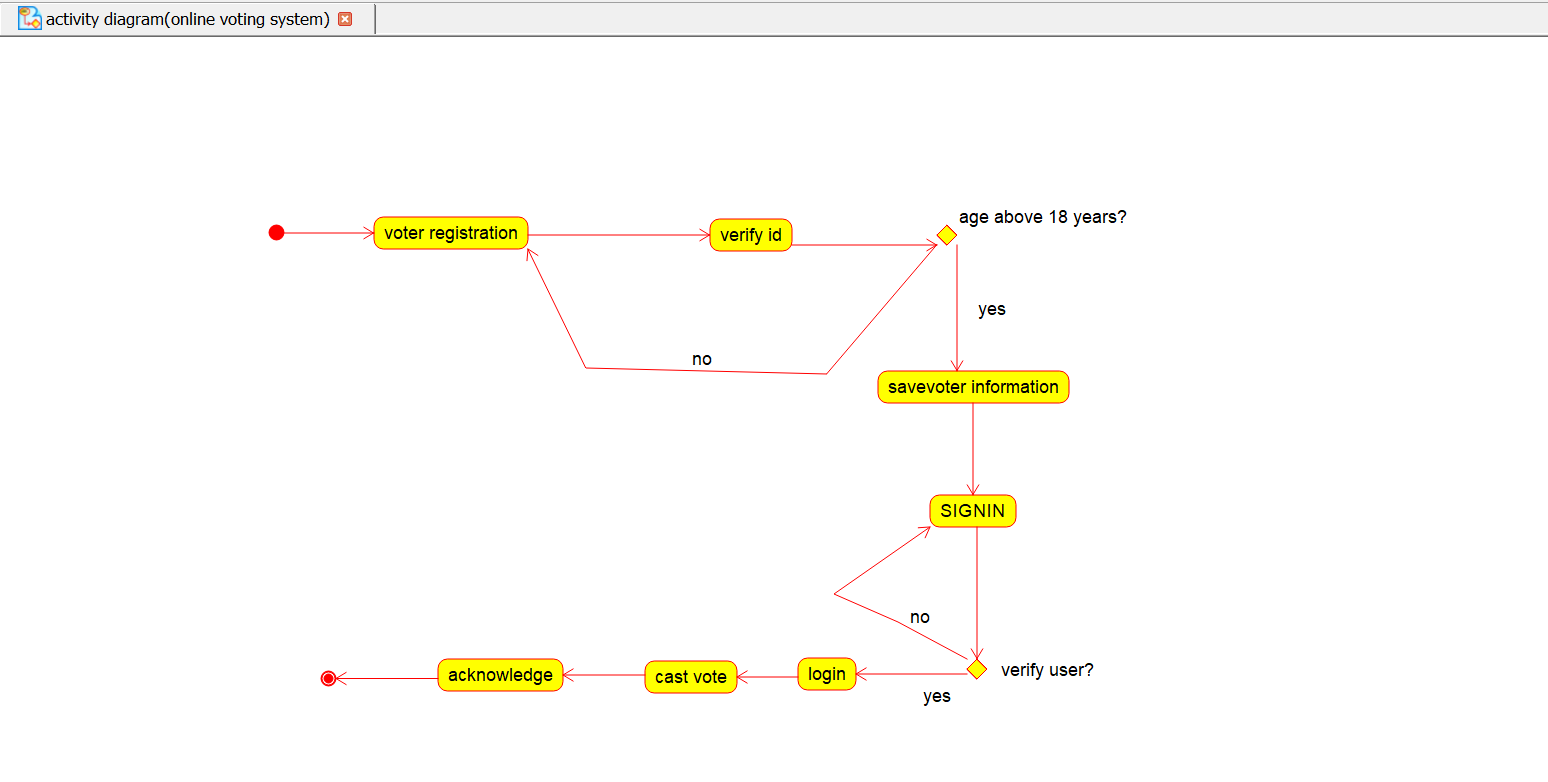 activity diagram(online voting system)
age above 18 years?
voter registration
verify id
yes
no
savevoter information
SIGNIN
no
verify user?
login
cast vote
acknowledge
yes